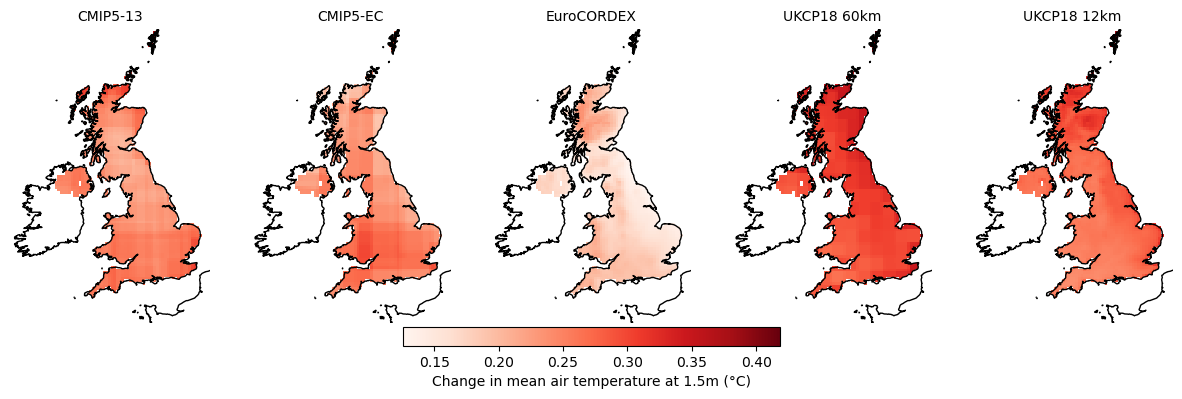 CMIP5-13 CMIP5-EC EuroCORDEX UKCP18 60km UKCP18 12km
0.15 0.20 0.25 0.30 0.35 0.40
Change in mean air temperature at 1.5m (°C)